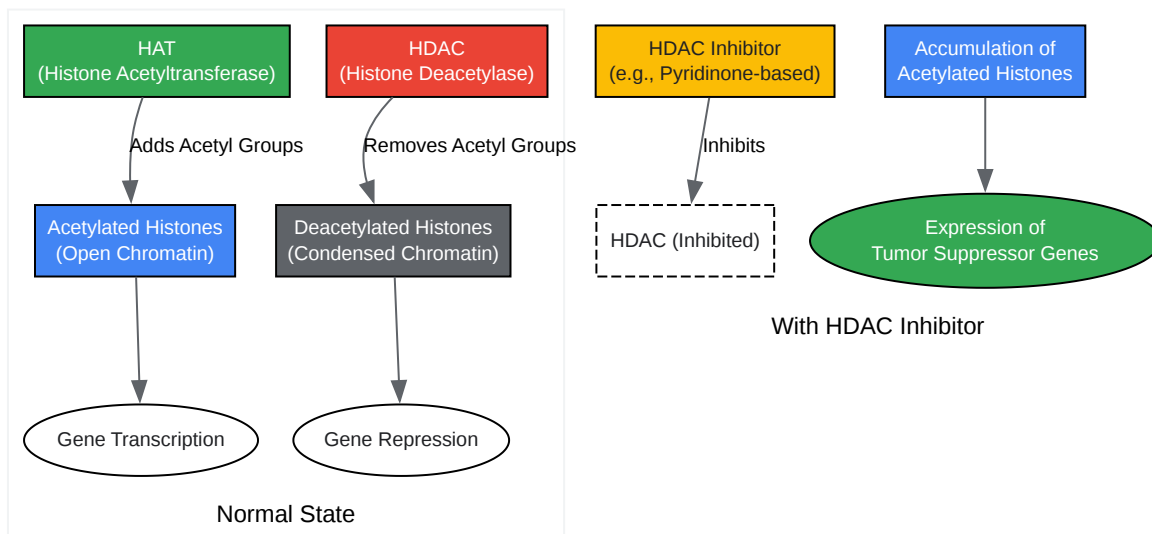 HAT
(Histone Acetyltransferase)
HDAC
(Histone Deacetylase)
HDAC Inhibitor
(e.g., Pyridinone-based)
Accumulation of
Acetylated Histones
Adds Acetyl Groups
Removes Acetyl Groups
Inhibits
Acetylated Histones
(Open Chromatin)
Deacetylated Histones
(Condensed Chromatin)
HDAC (Inhibited)
Expression of
Tumor Suppressor Genes
With HDAC Inhibitor
Gene Transcription
Gene Repression
Normal State